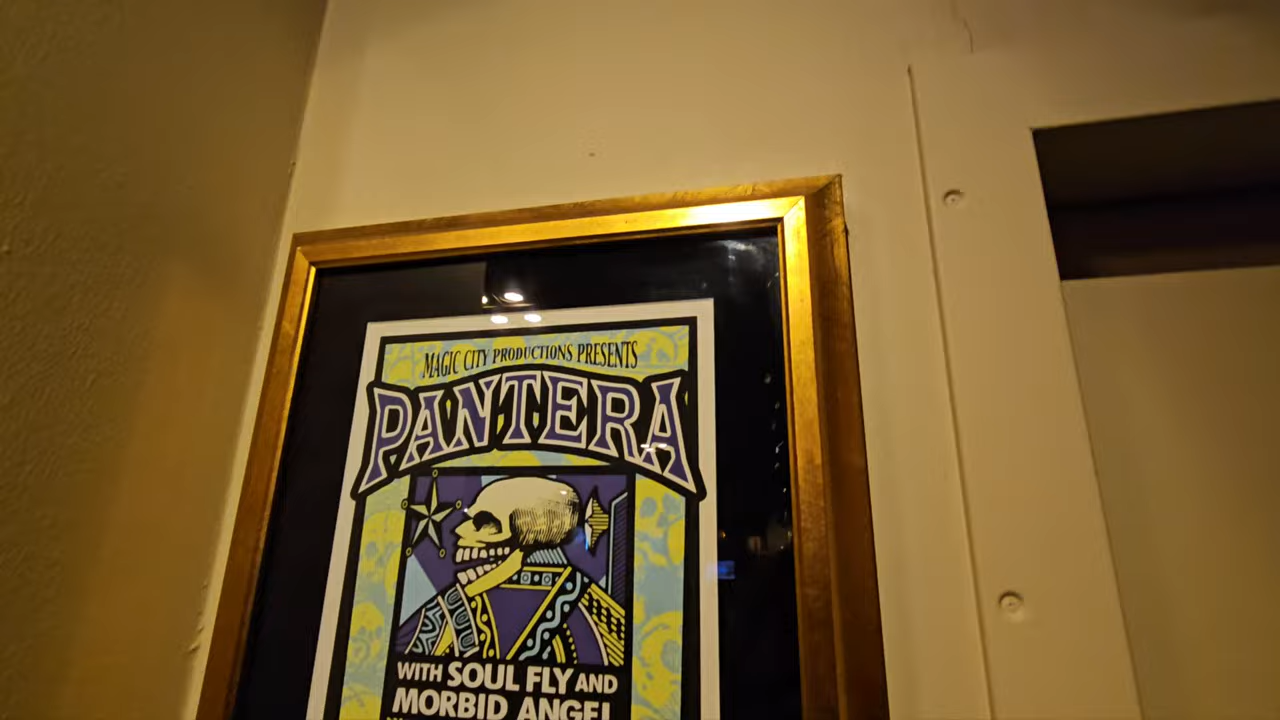 MAGIC CITY PRODUCTIONS PRESENTS
PANTERA
WITH SOUL FLY AND
MORBID ANGEL